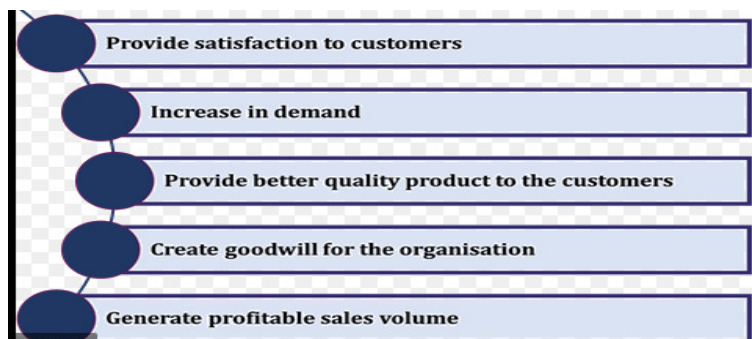 Provide satisfaction to customers
Increase in demand
Provide better quality product to the customers
Create goodwill for the organisation
Generate profitable sales volume